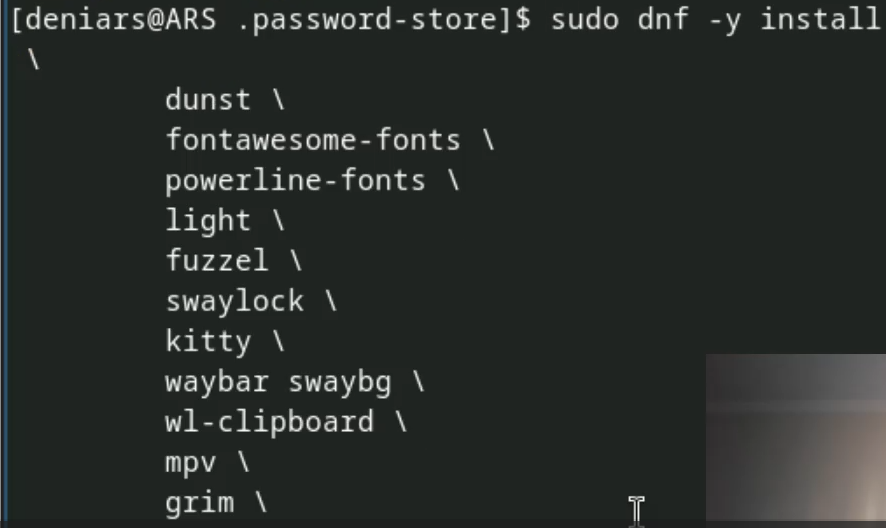 [deniars@ARS .password-store]$ sudo dnf -y install
\
dunst \
fontawesome-fonts \
powerline-fonts \
light \
fuzzel \
swaylock \
kitty \
waybar swaybg \
wl-clipboard \
mpv \
grim \